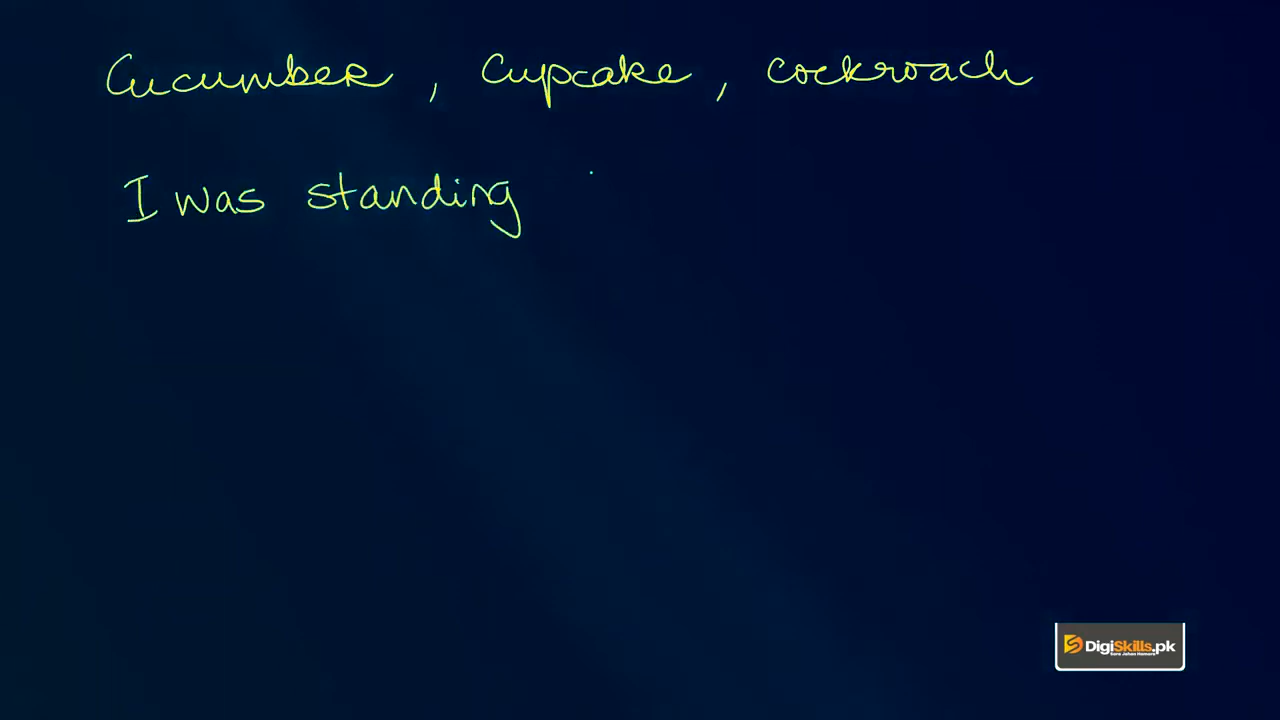 Cucumber, Cupcake, cockroach
I was standing
DigiSkills.pk